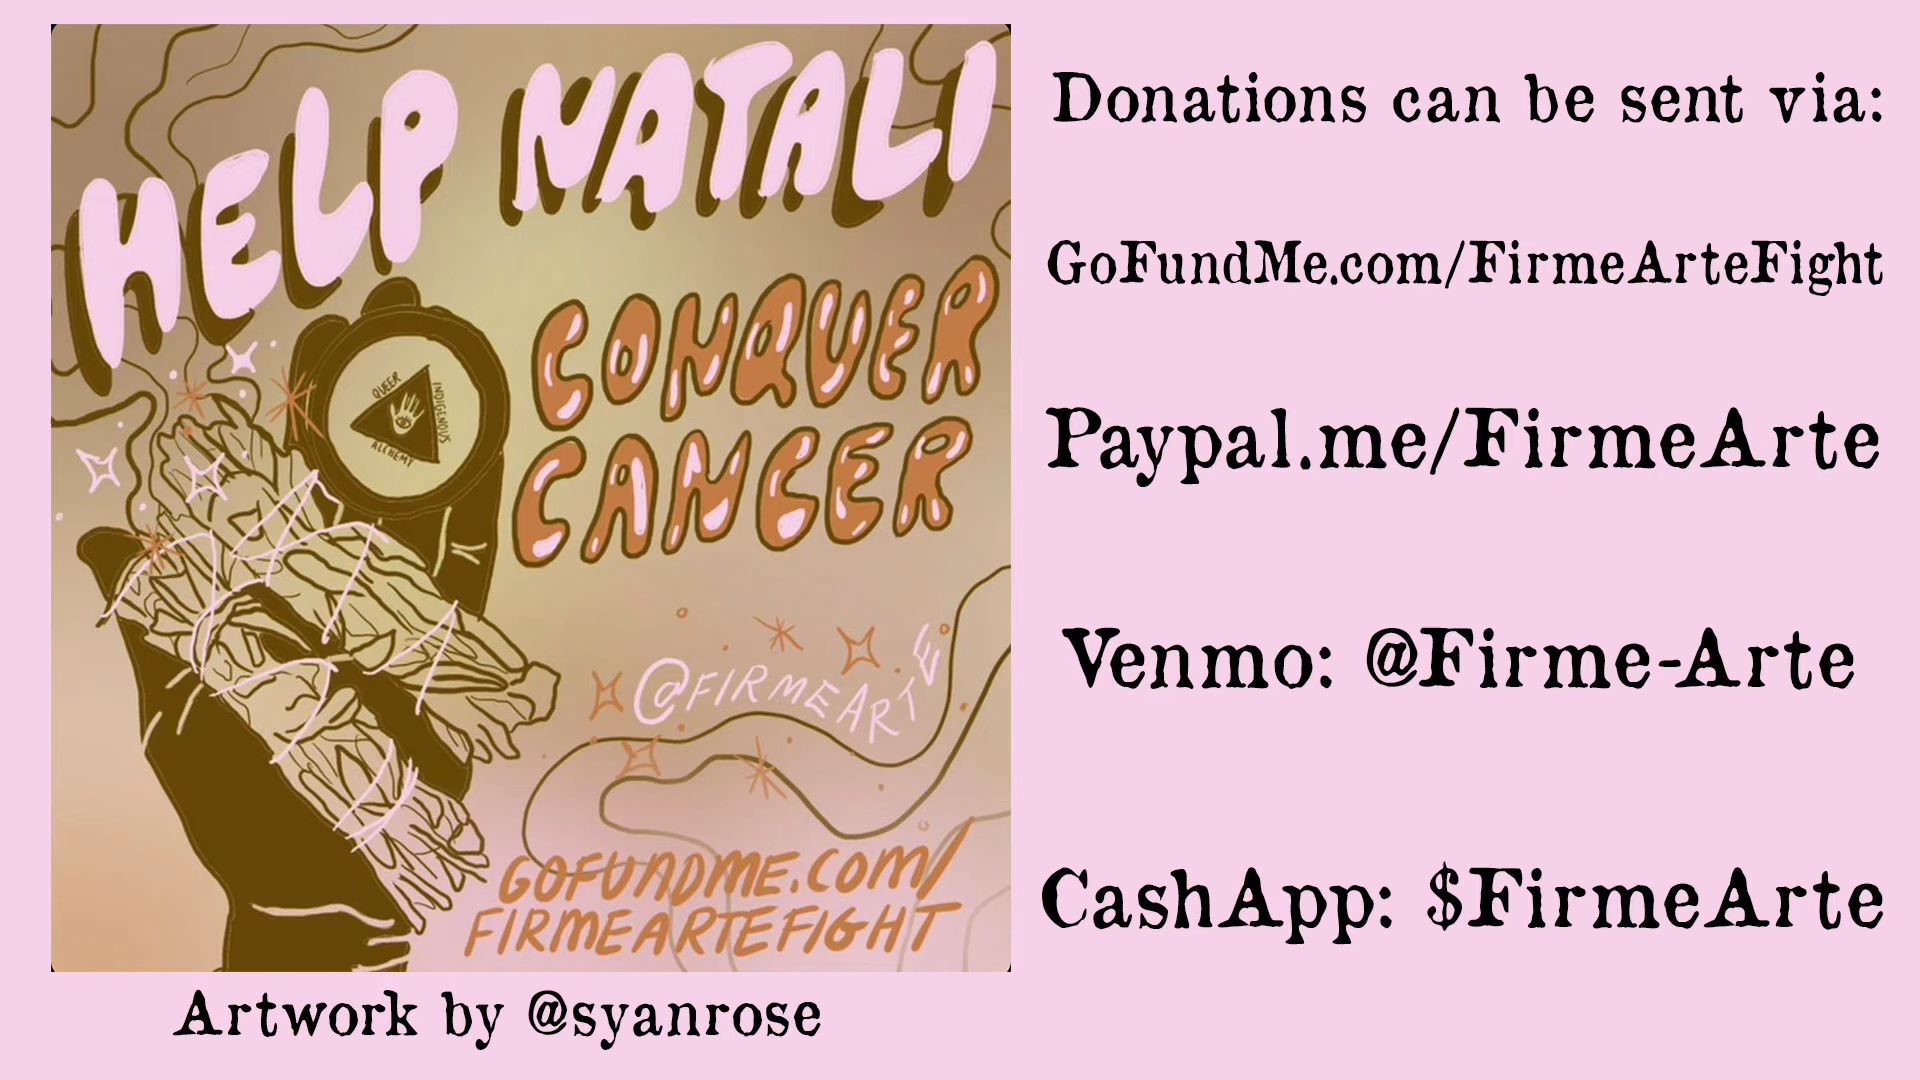 HELP NATALI
CONQUER
CANCER
QUEER
INDIGENOUS
ALCHEMY
@FIRMEARTE
GOFUNDME.COM/
FIRMEARTEFIGHT
Artwork by @syanrose
Donations can be sent via:
GoFundMe.com/FirmeArteFight
Paypal.me/FirmeArte
Venmo: @Firme-Arte
CashApp: $FirmeArte